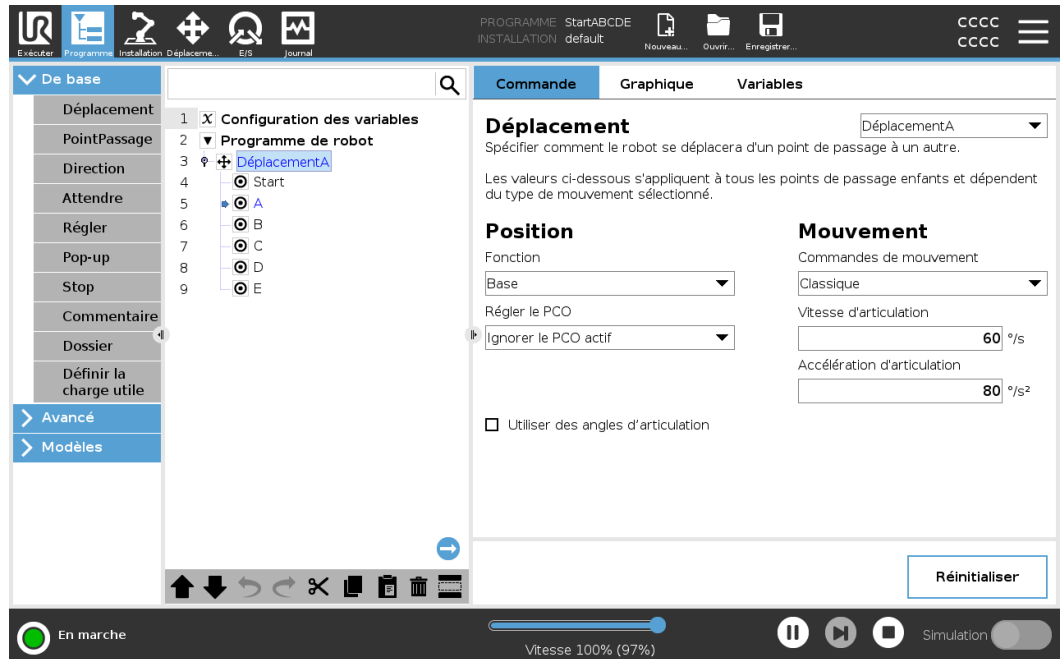 UR
PROGRAMME StartABCDE
INSTALLATION default
Exécuter
Programme
Installation
Déplaceme...
E/S
Journal
Nouveau...
Ouvrir...
Enregistrer...
CCCC
CCCC
De base
Déplacement
PointPassage
Direction
Attendre
Régler
Pop-up
Stop
Commentaire
Dossier
Définir la
charge utile
Avancé
Modèles
1 X Configuration des variables
2 Programme de robot
3 DéplacementA
4 Start
5 A
6 B
7 C
8 D
9 E
Commande Graphique Variables
Déplacement
DéplacementA
Spécifier comment le robot se déplacera d'un point de passage à un autre.
Les valeurs ci-dessous s'appliquent à tous les points de passage enfants et dépendent
du type de mouvement sélectionné.
Position
Fonction
Base
Régler le PCO
Ignorer le PCO actif
Utiliser des angles d'articulation
Mouvement
Commandes de mouvement
Classique
Vitesse d'articulation
60 °/s
Accélération d'articulation
80 °/s²
Réinitialiser
En marche
Vitesse 100% (97%)
Simulation